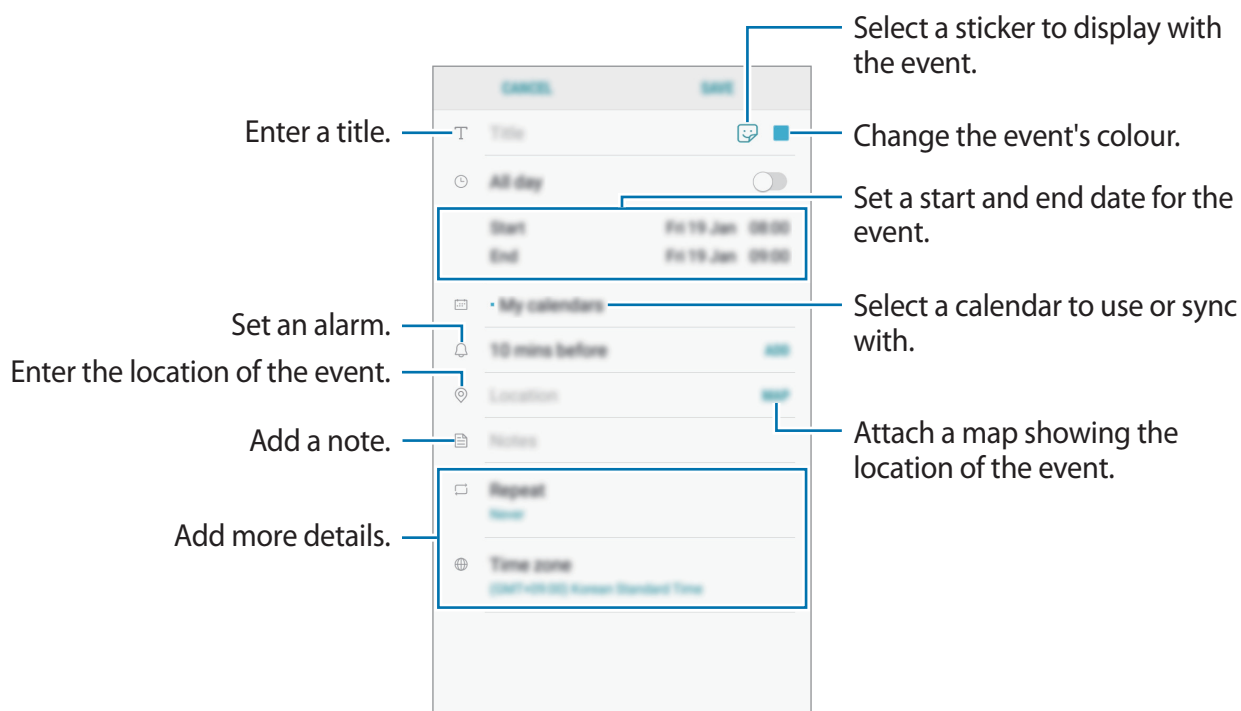 Select a sticker to display with
the event.
CANCEL SAVE
Enter a title.
Title
Change the event's colour.
All day
Set a start and end date for the
event.
Start Fri 19 Jan 08:00
End Fri 19 Jan 09:00
My calendars
Select a calendar to use or sync
with.
Set an alarm.
10 mins before ADD
Enter the location of the event.
Location MAP
Add a note.
Notes
Attach a map showing the
location of the event.
Repeat
Never
Add more details.
Time zone
(GMT+09:00) Korean Standard Time